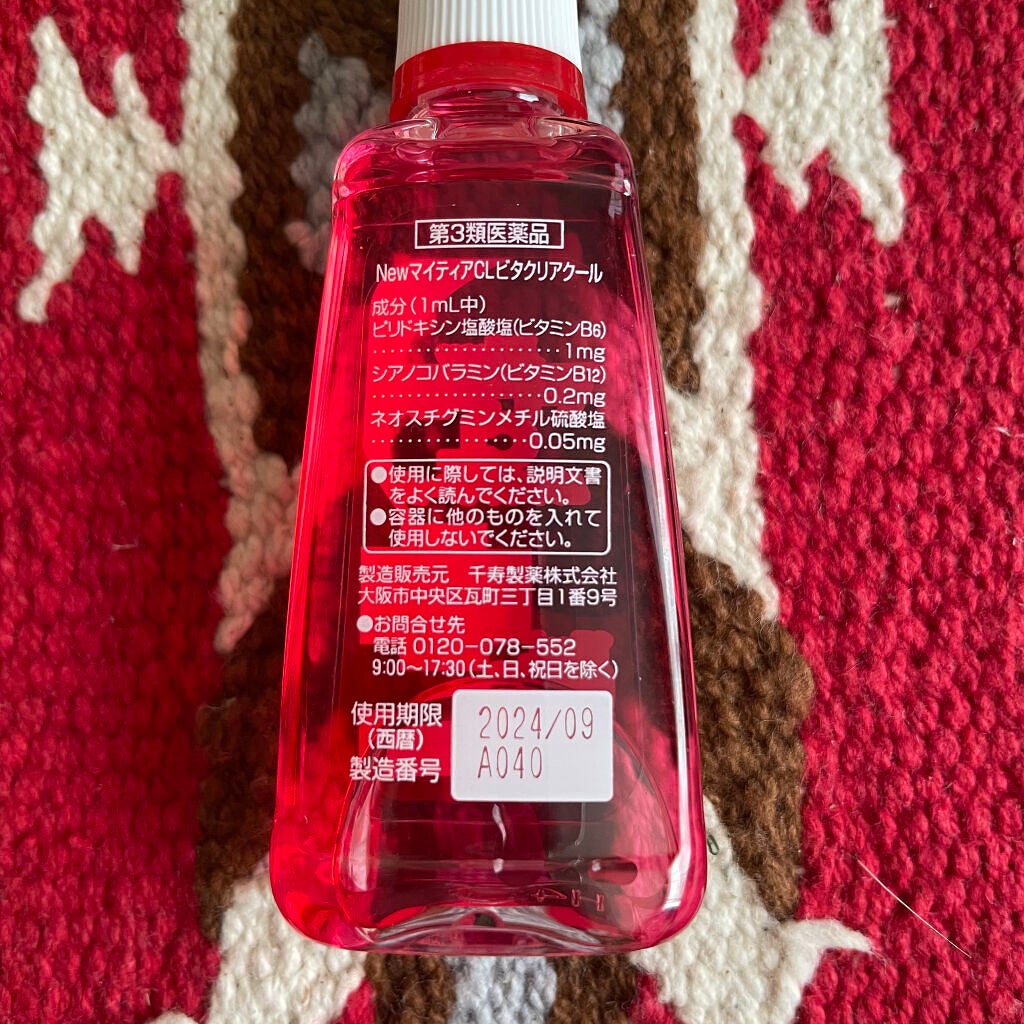 第3類医薬品
NewマイティアCLビタクリアクール
成分(1mL中)
ピリドキシン塩酸塩(ビタミンB6)
····················1mg
シアノコバラミン(ビタミンB12)
··················0.2mg
ネオスチグミンメチル硫酸塩
················0.05mg
●使用に際しては、説明文書
をよく読んでください。
●容器に他のものを入れて
使用しないでください。
製造販売元 千寿製薬株式会社
大阪市中央区瓦町三丁目1番9号
●お問合せ先
電話 0120-078-552
9:00～17:30(土、日、祝日を除く)
使用期限 2024/09
(西暦)
製造番号 A040